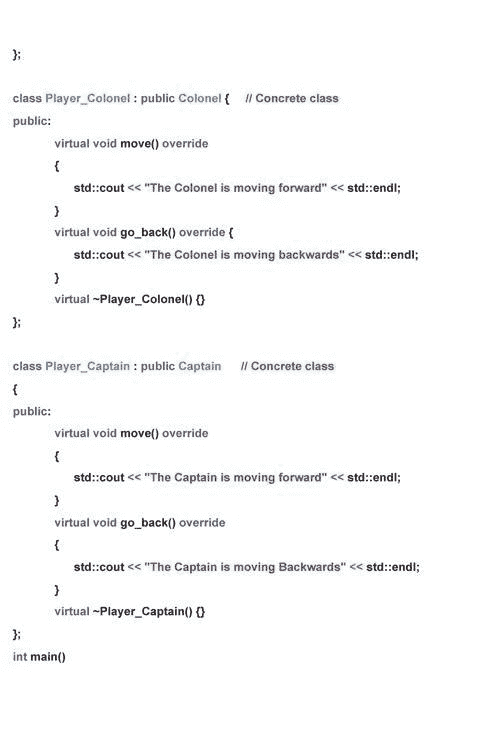 };
class Player_Colonel : public Colonel {     // Concrete class
public:
virtual void move() override
{
std::cout << "The Colonel is moving forward" << std::endl;
}
virtual void go_back() override {
std::cout << "The Colonel is moving backwards" << std::endl;
}
virtual ~Player_Colonel() {}
};
class Player_Captain : public Captain     // Concrete class
{
public:
virtual void move() override
{
std::cout << "The Captain is moving forward" << std::endl;
}
virtual void go_back() override
{
std::cout << "The Captain is moving Backwards" << std::endl;
}
virtual ~Player_Captain() {}
};
int main()